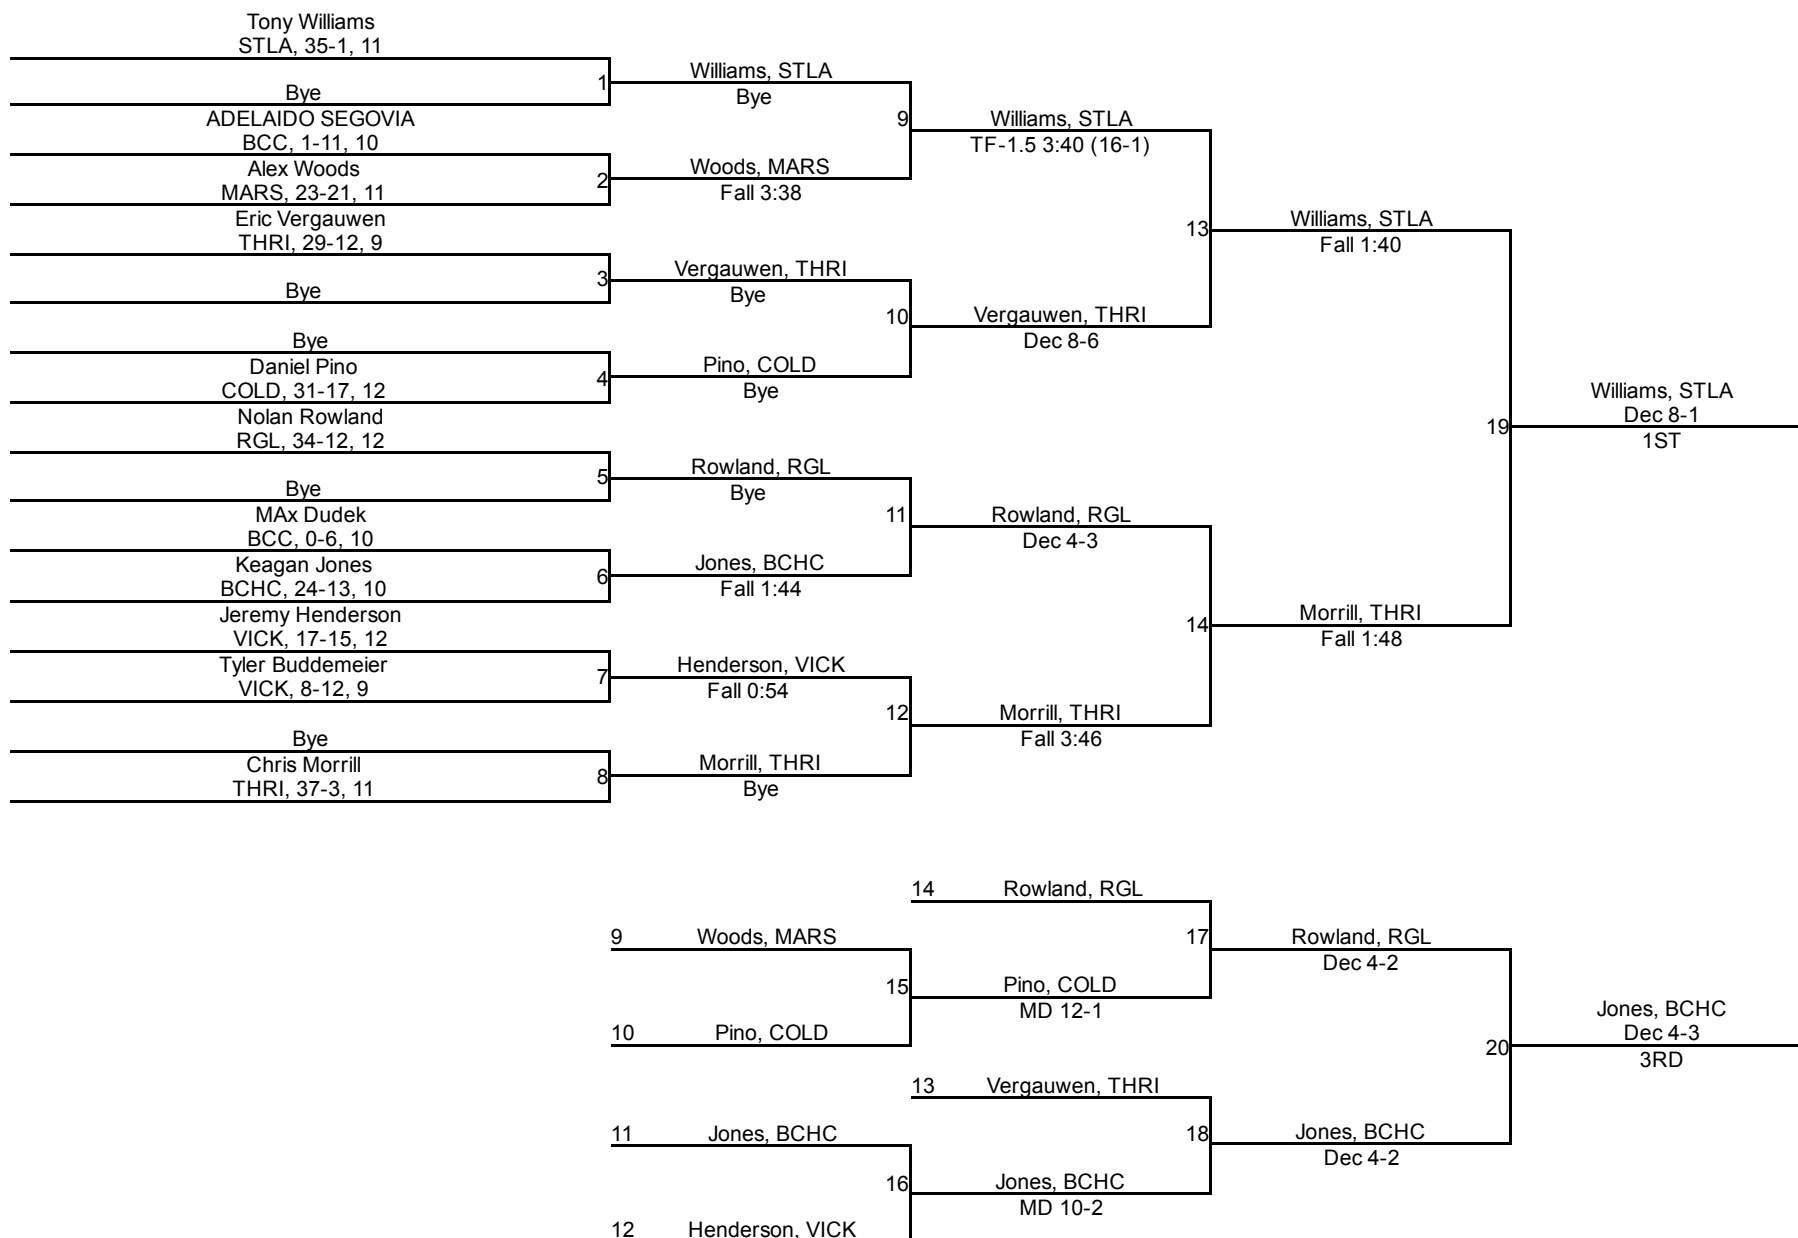 Tony Williams
STLA, 35-1, 11
1
Bye
ADELAIDO SEGOVIA
BCC, 1-11, 10
2
Alex Woods
MARS, 23-21, 11
Eric Vergauwen
THRI, 29-12, 9
3
Bye
Bye
4
Daniel Pino
COLD, 31-17, 12
Nolan Rowland
RGL, 34-12, 12
5
Bye
MAx Dudek
BCC, 0-6, 10
6
Keagan Jones
BCHC, 24-13, 10
Jeremy Henderson
VICK, 17-15, 12
7
Tyler Buddemeier
VICK, 8-12, 9
Bye
8
Chris Morrill
THRI, 37-3, 11
Williams, STLA
Bye
9
Woods, MARS
Fall 3:38
Vergauwen, THRI
Bye
10
Pino, COLD
Bye
Rowland, RGL
Bye
11
Jones, BCHC
Fall 1:44
Henderson, VICK
Fall 0:54
12
Morrill, THRI
Bye
Williams, STLA
TF-1.5 3:40 (16-1)
13
Vergauwen, THRI
Dec 8-6
Rowland, RGL
Dec 4-3
14
Morrill, THRI
Fall 3:46
Williams, STLA
Fall 1:40
19
Morrill, THRI
Fall 1:48
Williams, STLA
Dec 8-1
1ST
9 Woods, MARS
15
10 Pino, COLD
11 Jones, BCHC
16
12 Henderson, VICK
14 Rowland, RGL
17
Pino, COLD
MD 12-1
13 Vergauwen, THRI
18
Jones, BCHC
MD 10-2
Rowland, RGL
Dec 4-2
20
Jones, BCHC
Dec 4-2
Jones, BCHC
Dec 4-3
3RD